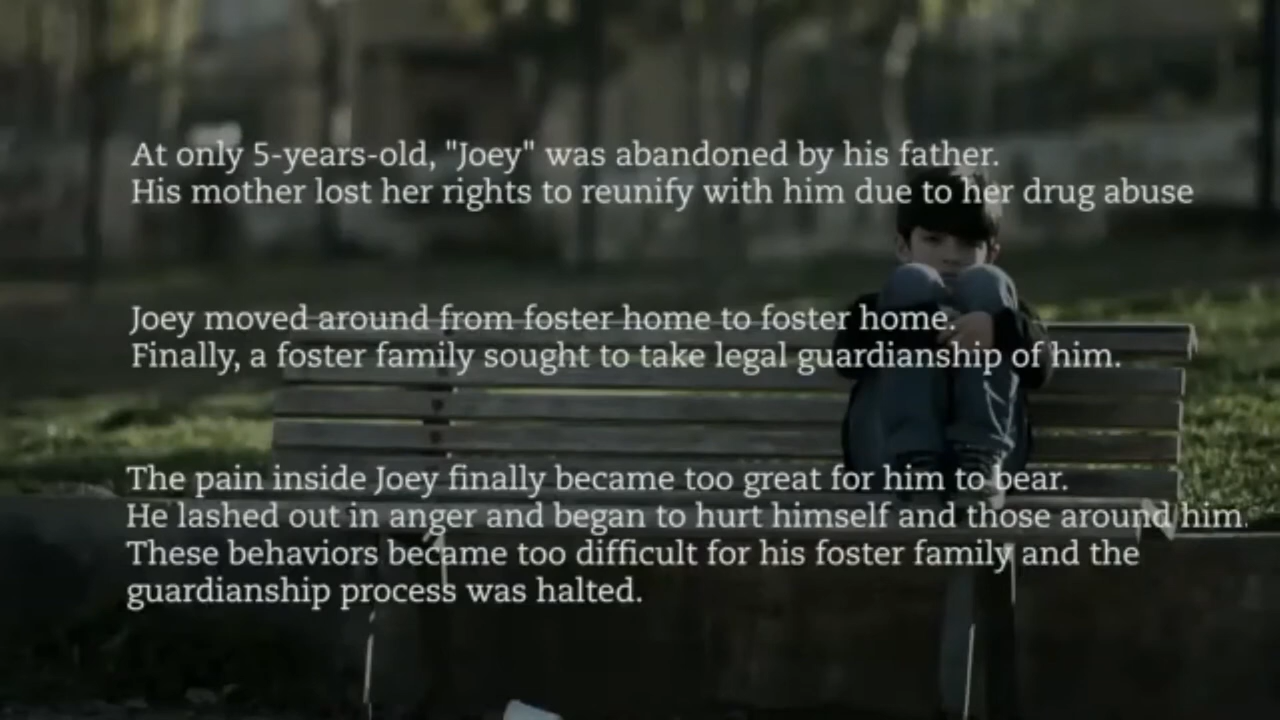 At only 5-years-old, "Joey" was abandoned by his father.
His mother lost her rights to reunify with him due to her drug abuse
Joey moved around from foster home to foster home.
Finally, a foster family sought to take legal guardianship of him.
The pain inside Joey finally became too great for him to bear.
He lashed out in anger and began to hurt himself and those around him.
These behaviors became too difficult for his foster family and the
guardianship process was halted.